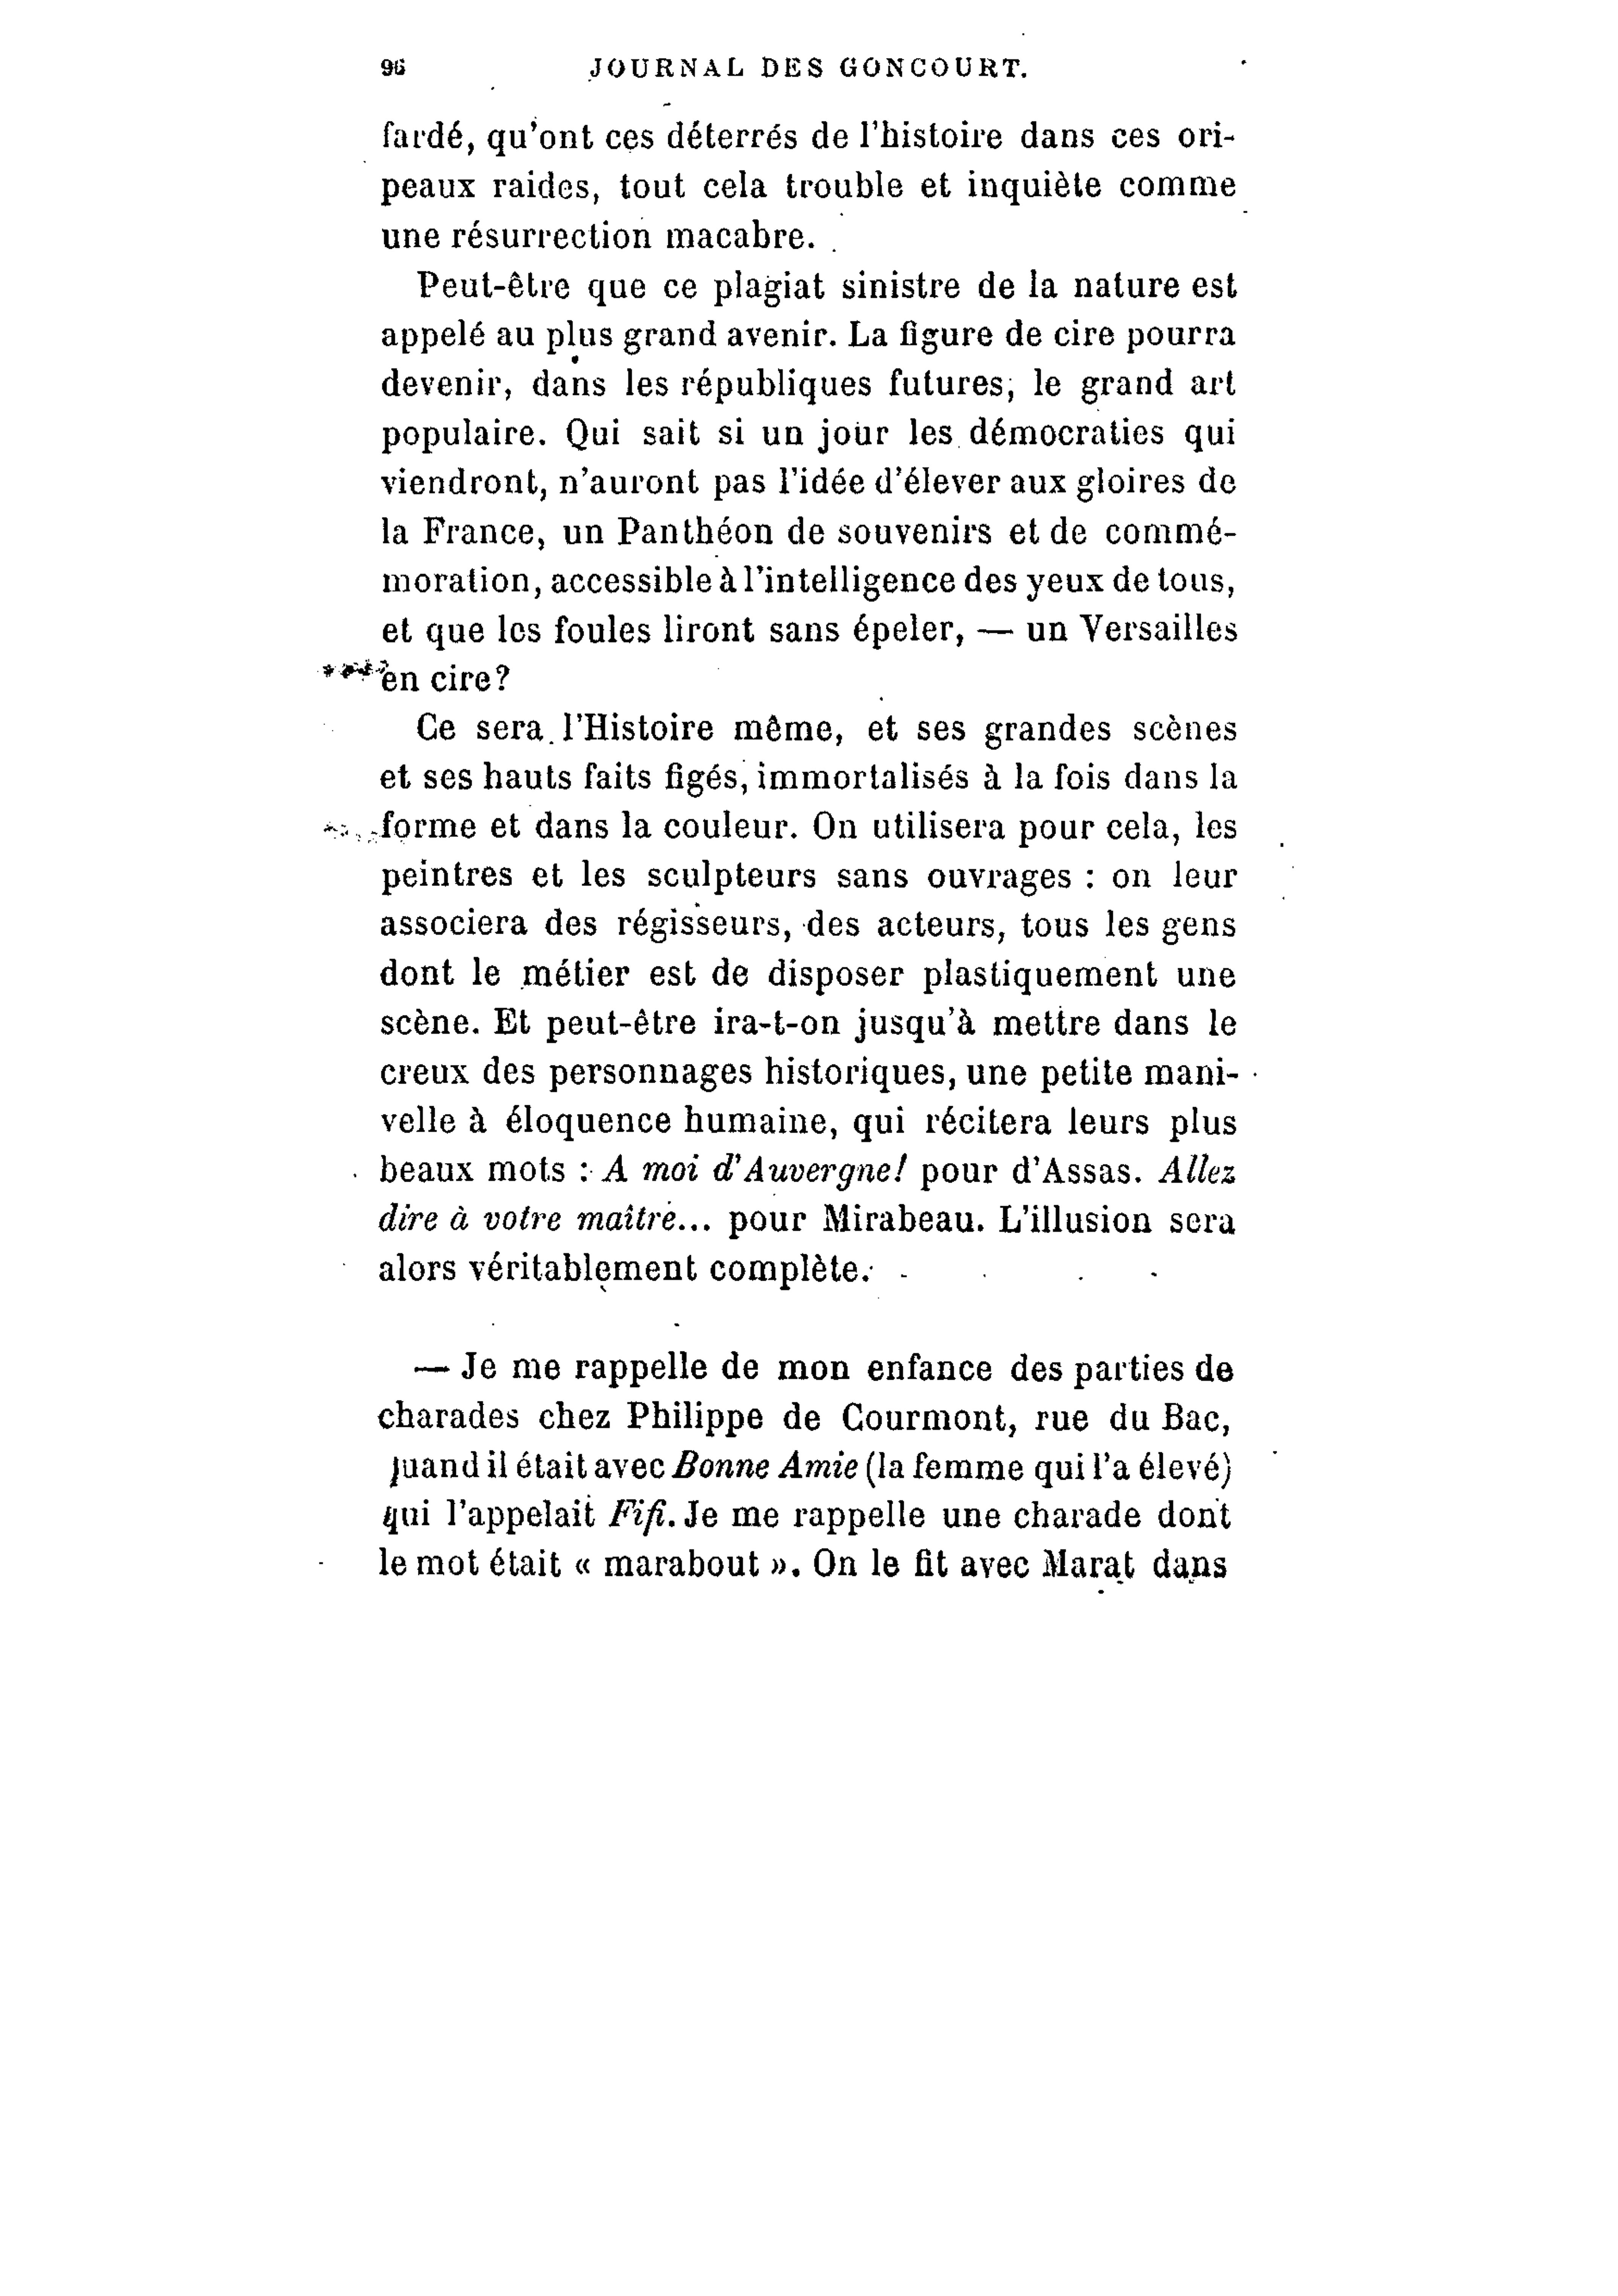 96 JOURNAL DES GONCOURT.
fardé, qu'ont ces déterrés de l'histoire dans ces ori-
peaux raides, tout cela trouble et inquiète comme
une résurrection macabre.
Peut-être que ce plagiat sinistre de la nature est
appelé au plus grand avenir. La figure de cire pourra
devenir, dans les républiques futures, le grand art
populaire. Qui sait si un jour les démocraties qui
viendront, n'auront pas l'idée d'élever aux gloires de
la France, un Panthéon de souvenirs et de commé-
moration, accessible à l'intelligence des yeux de tous,
et que les foules liront sans épeler, — un Versailles
en cire?
Ce sera l'Histoire même, et ses grandes scènes
et ses hauts faits figés, immortalisés à la fois dans la
forme et dans la couleur. On utilisera pour cela, les
peintres et les sculpteurs sans ouvrages : on leur
associera des régisseurs, des acteurs, tous les gens
dont le métier est de disposer plastiquement une
scène. Et peut-être ira-t-on jusqu'à mettre dans le
creux des personnages historiques, une petite mani-
velle à éloquence humaine, qui récitera leurs plus
beaux mots : A moi d'Auvergne! pour d'Assas. Allez
dire à votre maître... pour Mirabeau. L'illusion sera
alors véritablement complète.
— Je me rappelle de mon enfance des parties de
charades chez Philippe de Courmont, rue du Bac,
quand il était avec Bonne Amie (la femme qui l'a élevé)
qui l'appelait Fifi. Je me rappelle une charade dont
le mot était « marabout ». On le fit avec Marat dans